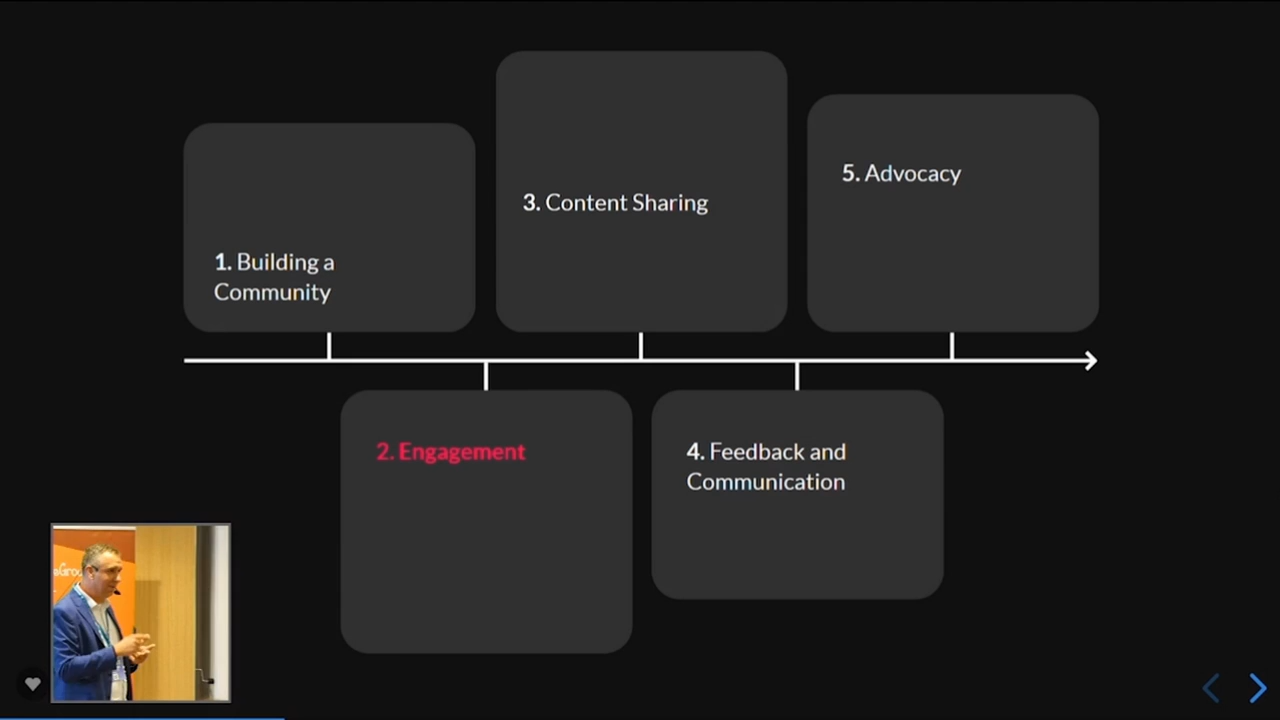 1. Building a
Community
2. Engagement
3. Content Sharing
4. Feedback and
Communication
5. Advocacy